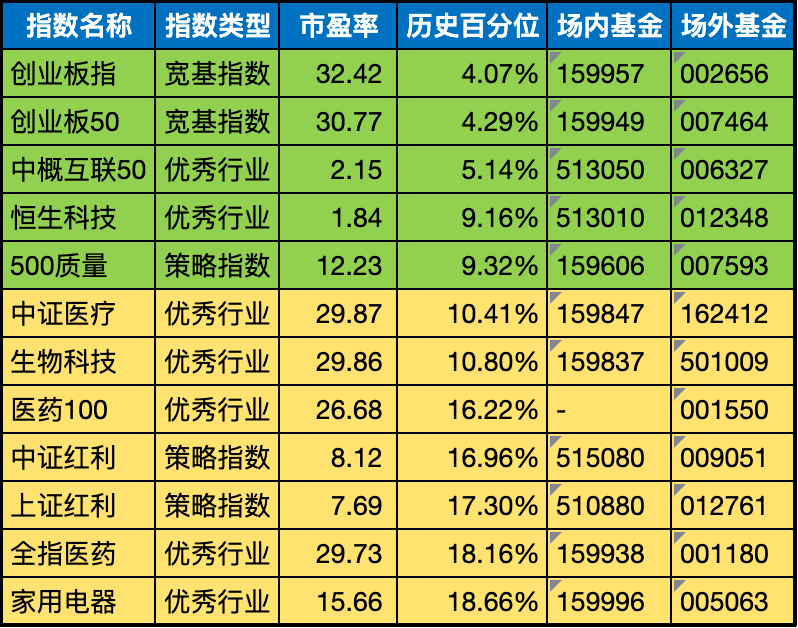 指数名称 指数类型 市盈率 历史百分位 场内基金 场外基金
创业板指 宽基指数 32.42 4.07% 159957 002656
创业板50 宽基指数 30.77 4.29% 159949 007464
中概互联50 优秀行业 2.15 5.14% 513050 006327
恒生科技 优秀行业 1.84 9.16% 513010 012348
500质量 策略指数 12.23 9.32% 159606 007593
中证医疗 优秀行业 29.87 10.41% 159847 162412
生物科技 优秀行业 29.86 10.80% 159837 501009
医药100 优秀行业 26.68 16.22% - 001550
中证红利 策略指数 8.12 16.96% 515080 009051
上证红利 策略指数 7.69 17.30% 510880 012761
全指医药 优秀行业 29.73 18.16% 159938 001180
家用电器 优秀行业 15.66 18.66% 159996 005063